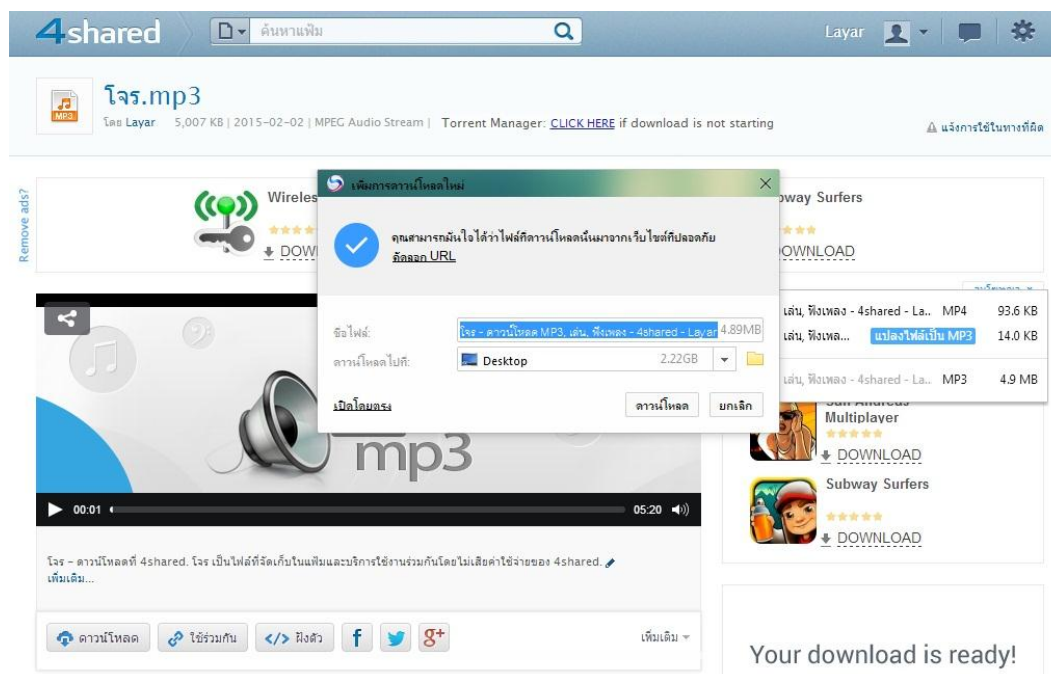 4shared
ค้นหาแฟ้ม
Layar
MP3
โจร.mp3
โดย Layar 5,007 KB | 2015-02-02 | MPEG Audio Stream | Torrent Manager: CLICK HERE if download is not starting
แจ้งการใช้ในทางที่ผิด
Remove ads?
Wireles
DOW
way Surfers
OWNLOAD
เพิ่มการดาวน์โหลดใหม่
คุณสามารถมั่นใจได้ว่าไฟล์ที่ดาวน์โหลดนั้นมาจากเว็บไซต์ที่ปลอดภัย
คัดลอก URL
ชื่อไฟล์: โจร - ดาวน์โหลด MP3, เล่น, ฟังเพลง - 4shared - Layar 4.89MB
ดาวน์โหลดไปที่: Desktop 2.22GB
เปิดโดยตรง ดาวน์โหลด ยกเลิก
เล่น, ฟังเพลง - 4shared - La.. MP4 93.6 KB
เล่น, ฟังเพล... แปลงไฟล์เป็น MP3 14.0 KB
เล่น, ฟังเพลง - 4shared - La.. MP3 4.9 MB
mp3
San Andreas
Multiplayer
DOWNLOAD
Subway Surfers
DOWNLOAD
00:01 05:20
โจร - ดาวน์โหลดที่ 4shared. โจร เป็นไฟล์ที่จัดเก็บในแฟ้มและบริการใช้งานร่วมกันโดยไม่เสียค่าใช้จ่ายของ 4shared.
เพิ่มเติม...
ดาวน์โหลด ใช้ร่วมกัน </> ฝังตัว f g+ เพิ่มเติม
Your download is ready!